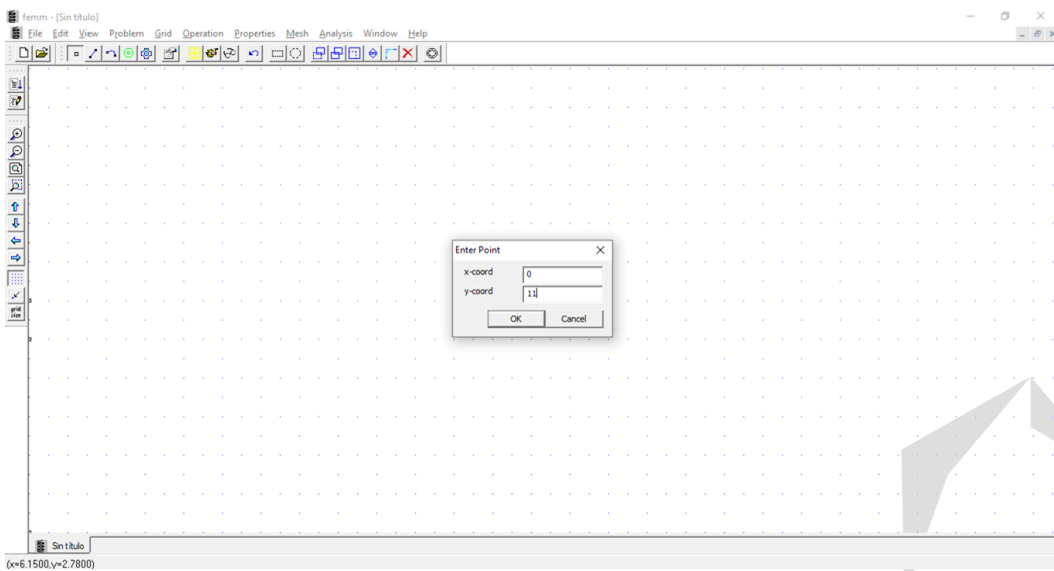 femm - [Sin título]
File Edit View Problem Grid Operation Properties Mesh Analysis Window Help
grid
size
Enter Point
x-coord 0
y-coord 11
OK Cancel
Sin título
(x=6.1500,y=2.7800)